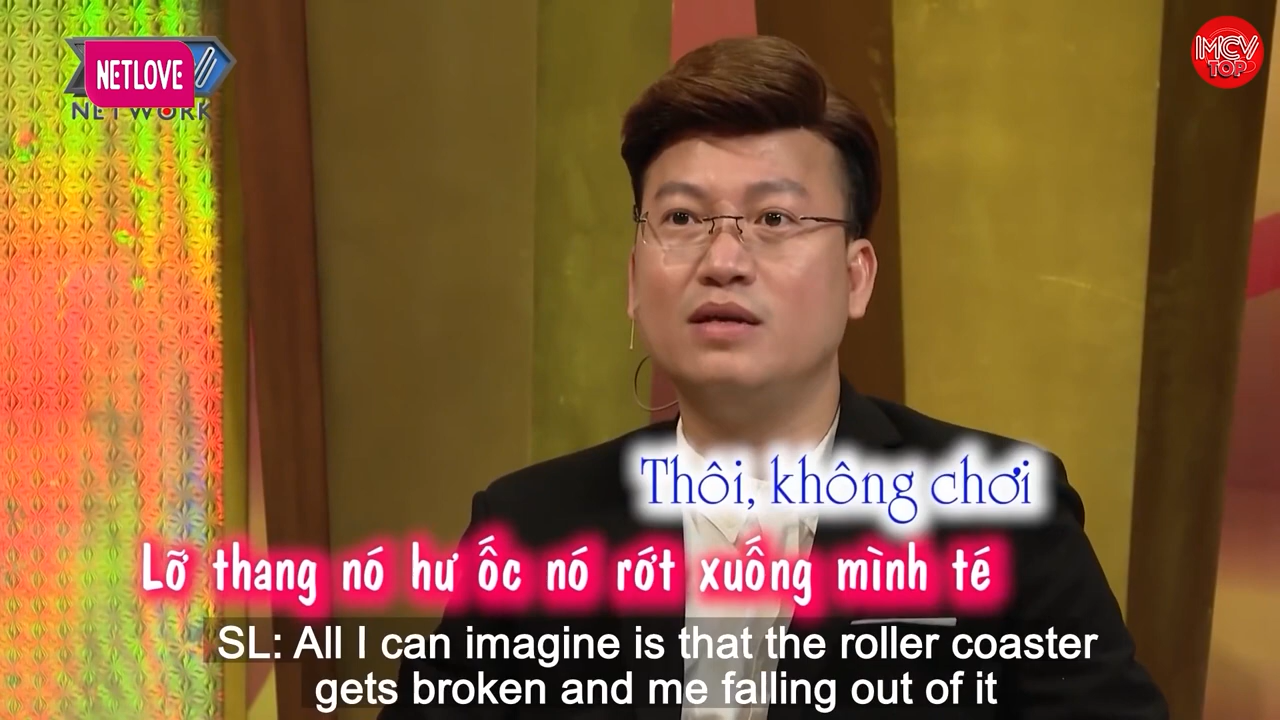 NETLOVE
NETWORK
MCV
TOP
Thôi, không chơi
Lỡ thang nó hư ốc nó rớt xuống mình té
SL: All I can imagine is that the roller coaster
gets broken and me falling out of it